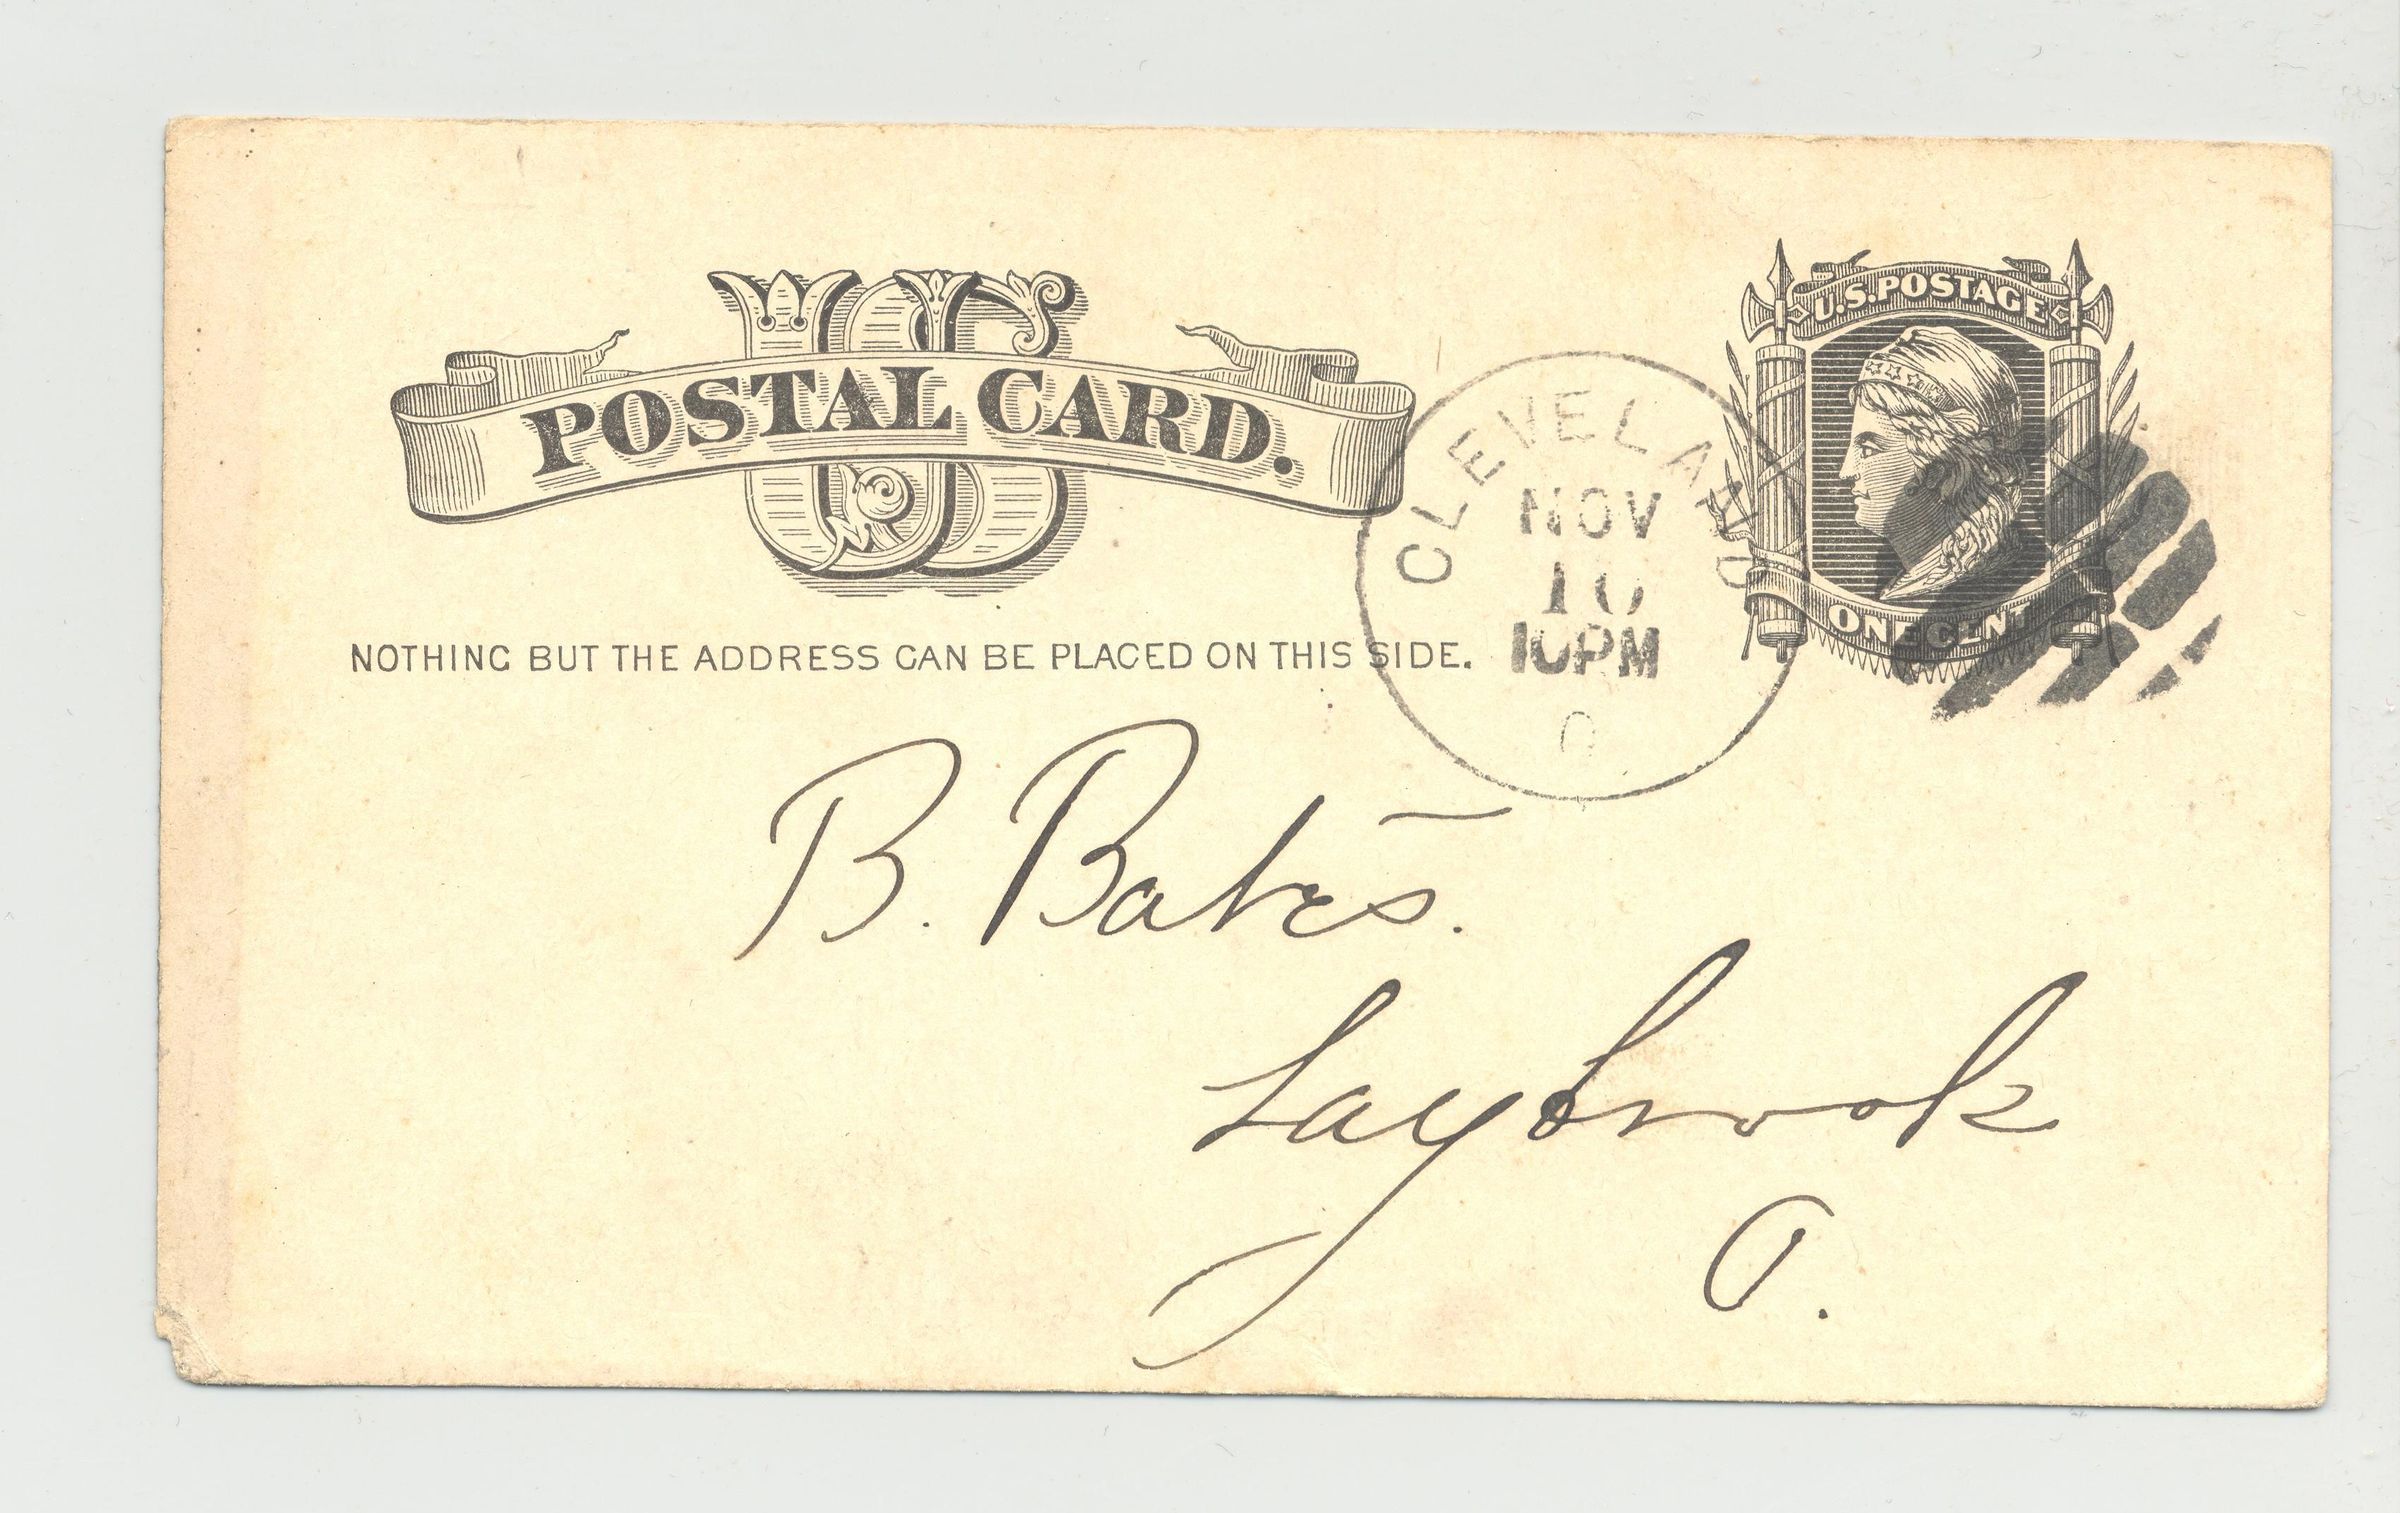 US
POSTAL CARD.
U.S. POSTAGE
ONE CENT
NOTHING BUT THE ADDRESS CAN BE PLACED ON THIS SIDE.
CLEVELAND
NOV
10
10PM
O
B. Bates.
Saybrook
O.